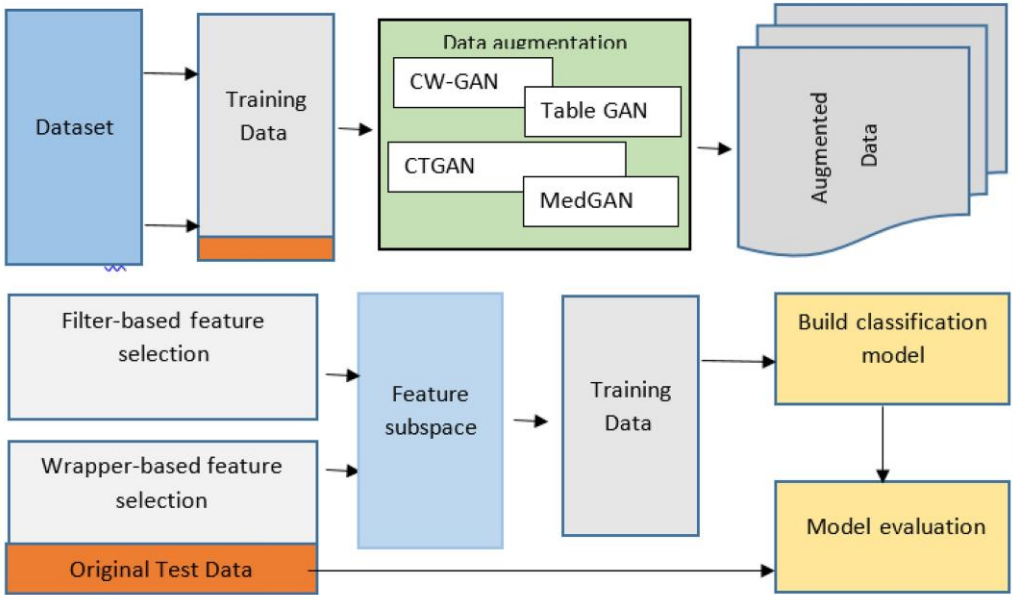 Dataset
Training
Data
Data augmentation
CW-GAN
Table GAN
CTGAN
MedGAN
Augmented
Data
Filter-based feature
selection
Wrapper-based feature
selection
Original Test Data
Feature
subspace
Training
Data
Build classification
model
Model evaluation